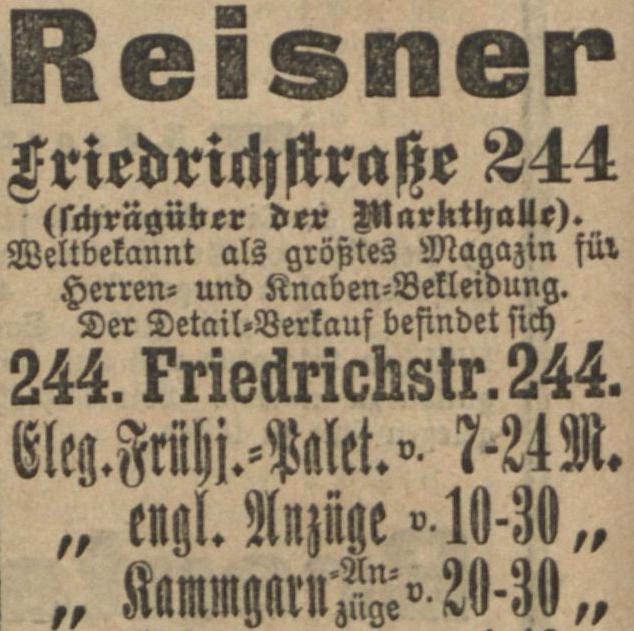 Reisner
Friedrichstraße 244
(schrägüber der Markthalle).
Weltbekannt als größtes Magazin für
Herren- und Knaben-Bekleidung.
Der Detail-Verkauf befindet sich
244. Friedrichstr. 244.
Eleg. Frühj.-Palet. v. 7-24 M.
„ engl. Anzüge v. 10-30 „
„ Kammgarn-Anzüge v. 20-30 „